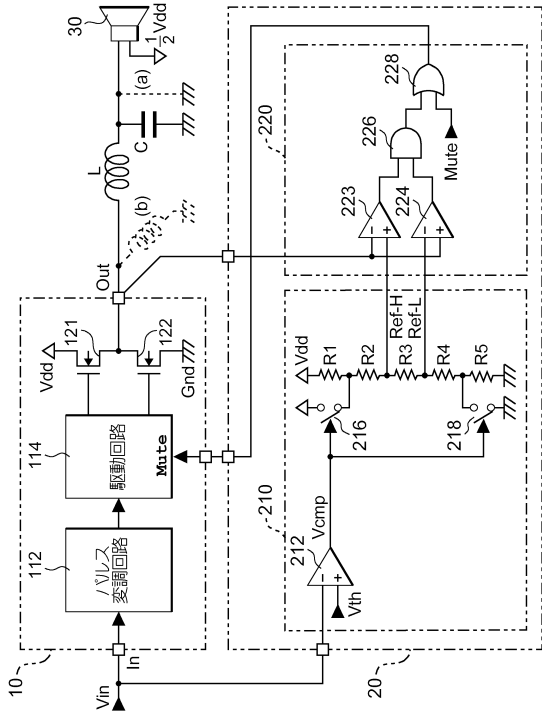 10
Vin
In
112
パルス
変調回路
114
駆動回路
Mute
Vdd
121
122
Gnd
Out
(b)
L
C
(a)
30
1/2 Vdd
20
210
Vth
212
Vcmp
216
218
Vdd
R1
R2
R3
R4
R5
Ref-H
Ref-L
220
223
224
226
228
Mute